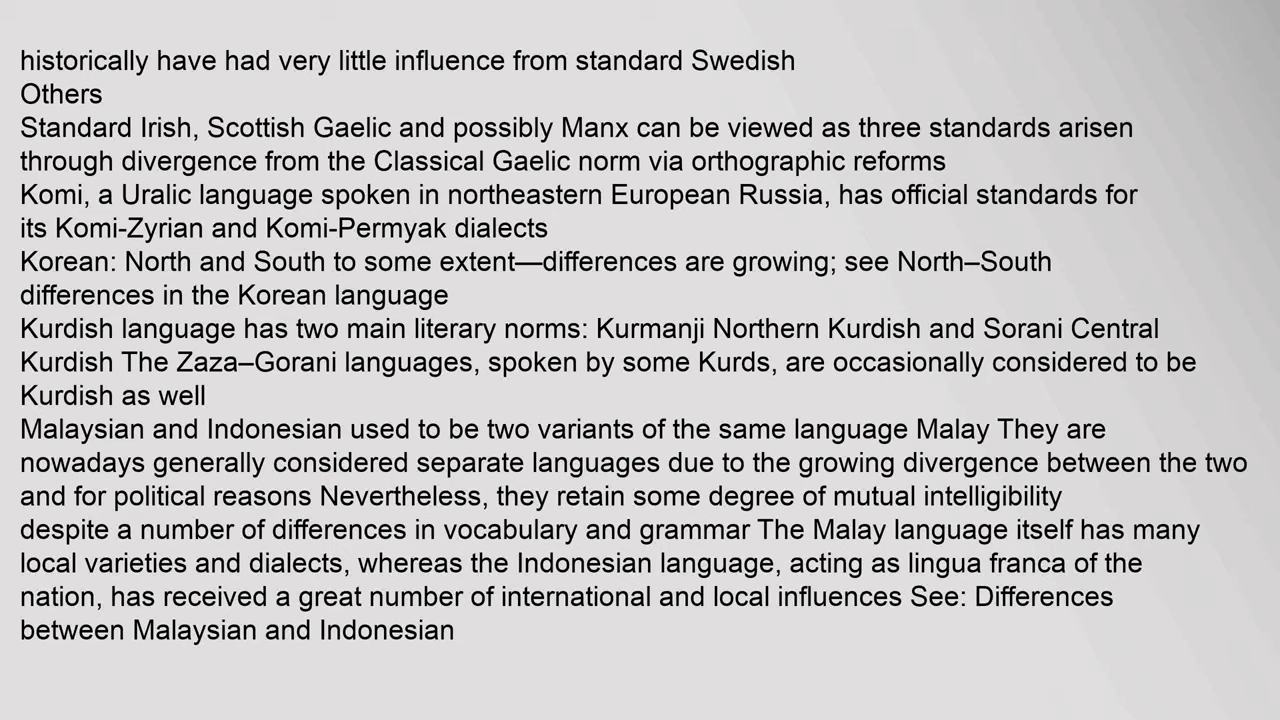 historically have had very little influence from standard Swedish
Others
Standard Irish, Scottish Gaelic and possibly Manx can be viewed as three standards arisen
through divergence from the Classical Gaelic norm via orthographic reforms
Komi, a Uralic language spoken in northeastern European Russia, has official standards for
its Komi-Zyrian and Komi-Permyak dialects
Korean: North and South to some extent—differences are growing; see North–South
differences in the Korean language
Kurdish language has two main literary norms: Kurmanji Northern Kurdish and Sorani Central
Kurdish The Zaza–Gorani languages, spoken by some Kurds, are occasionally considered to be
Kurdish as well
Malaysian and Indonesian used to be two variants of the same language Malay They are
nowadays generally considered separate languages due to the growing divergence between the two
and for political reasons Nevertheless, they retain some degree of mutual intelligibility
despite a number of differences in vocabulary and grammar The Malay language itself has many
local varieties and dialects, whereas the Indonesian language, acting as lingua franca of the
nation, has received a great number of international and local influences See: Differences
between Malaysian and Indonesian